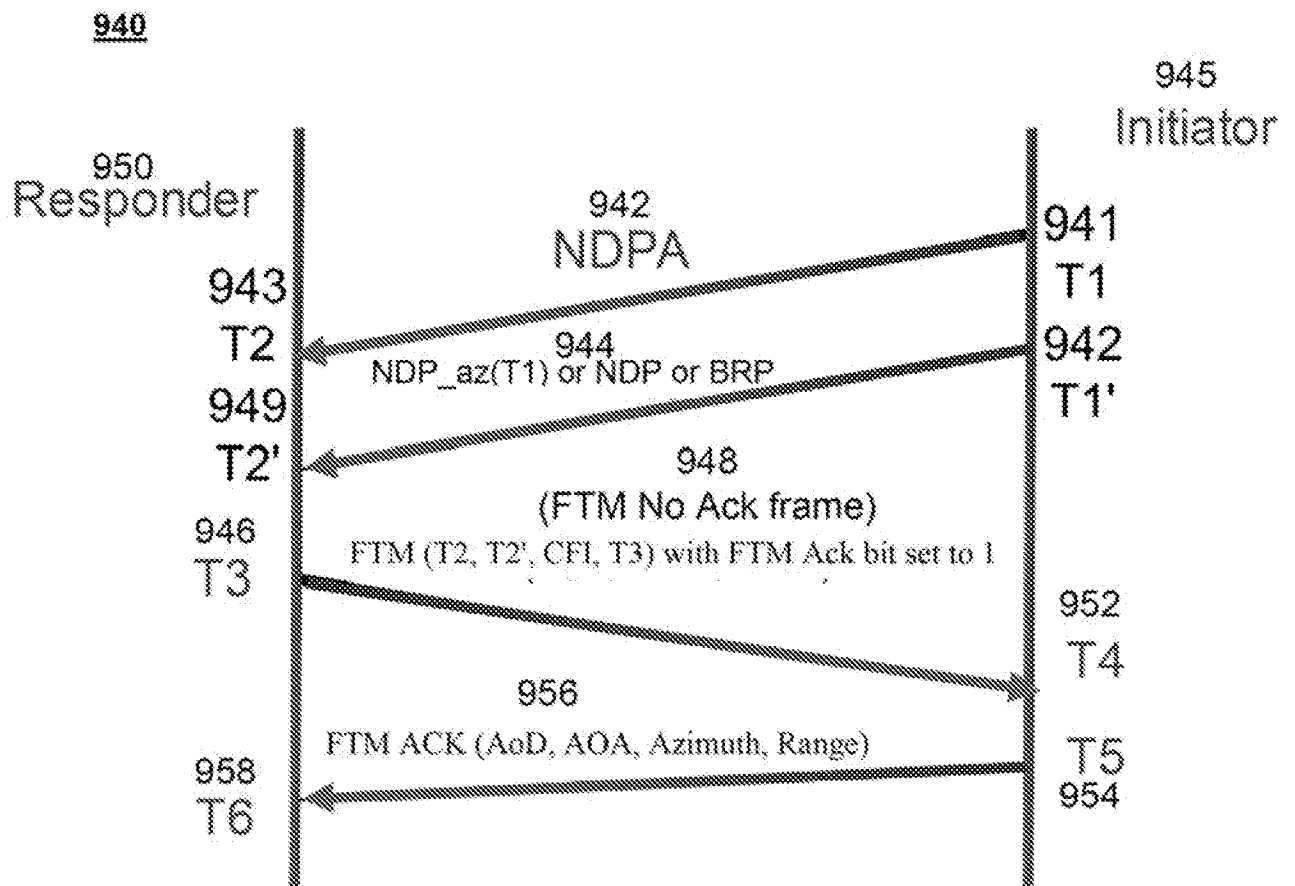 940
945
Initiator
950
Responder
942
NDPA
941
T1
943
T2
944
NDP_az(T1) or NDP or BRP
942
T1'
949
T2'
948
(FTM No Ack frame)
946
T3
FTM (T2, T2', CFI, T3) with FTM Ack bit set to 1
952
T4
956
FTM ACK (AoD, AOA, Azimuth, Range)
T5
954
958
T6